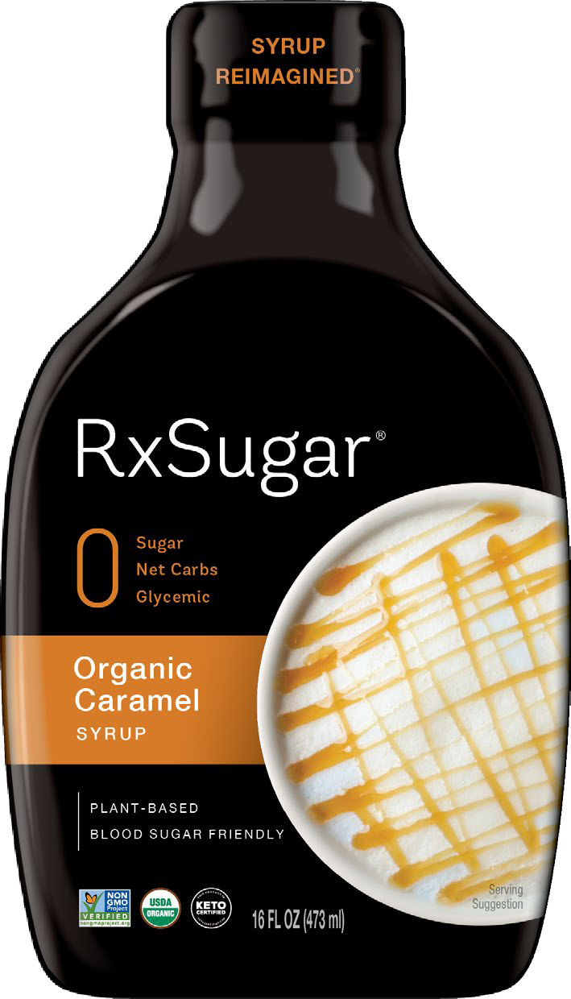 SYRUP
REIMAGINED®
RxSugar®
0
Sugar
Net Carbs
Glycemic
Organic
Caramel
SYRUP
PLANT-BASED
BLOOD SUGAR FRIENDLY
NON
GMO
Project
VERIFIED
nongmoproject.org
USDA
ORGANIC
KETO
CERTIFIED
16 FL OZ (473 ml)
Serving
Suggestion